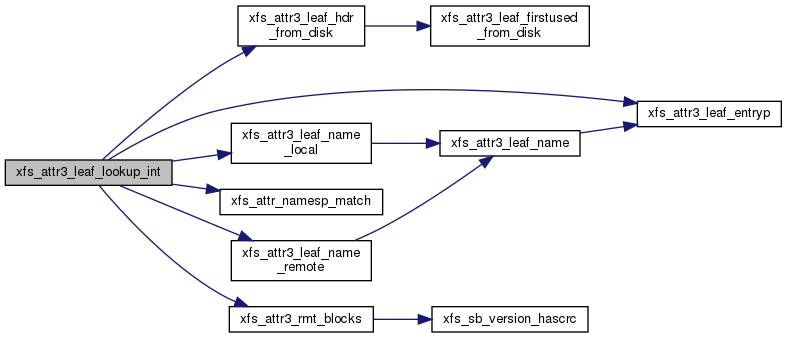 xfs_attr3_leaf_hdr
_from_disk
xfs_attr3_leaf_firstused
_from_disk
xfs_attr3_leaf_entryp
xfs_attr3_leaf_name
_local
xfs_attr3_leaf_name
xfs_attr3_leaf_lookup_int
xfs_attr_namesp_match
xfs_attr3_leaf_name
_remote
xfs_attr3_rmt_blocks
xfs_sb_version_hascrc